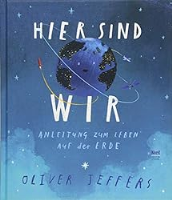 HIER SIND
WIR
ANLEITUNG ZUM LEBEN
AUF der ERDE
OLIVER JEFFERS